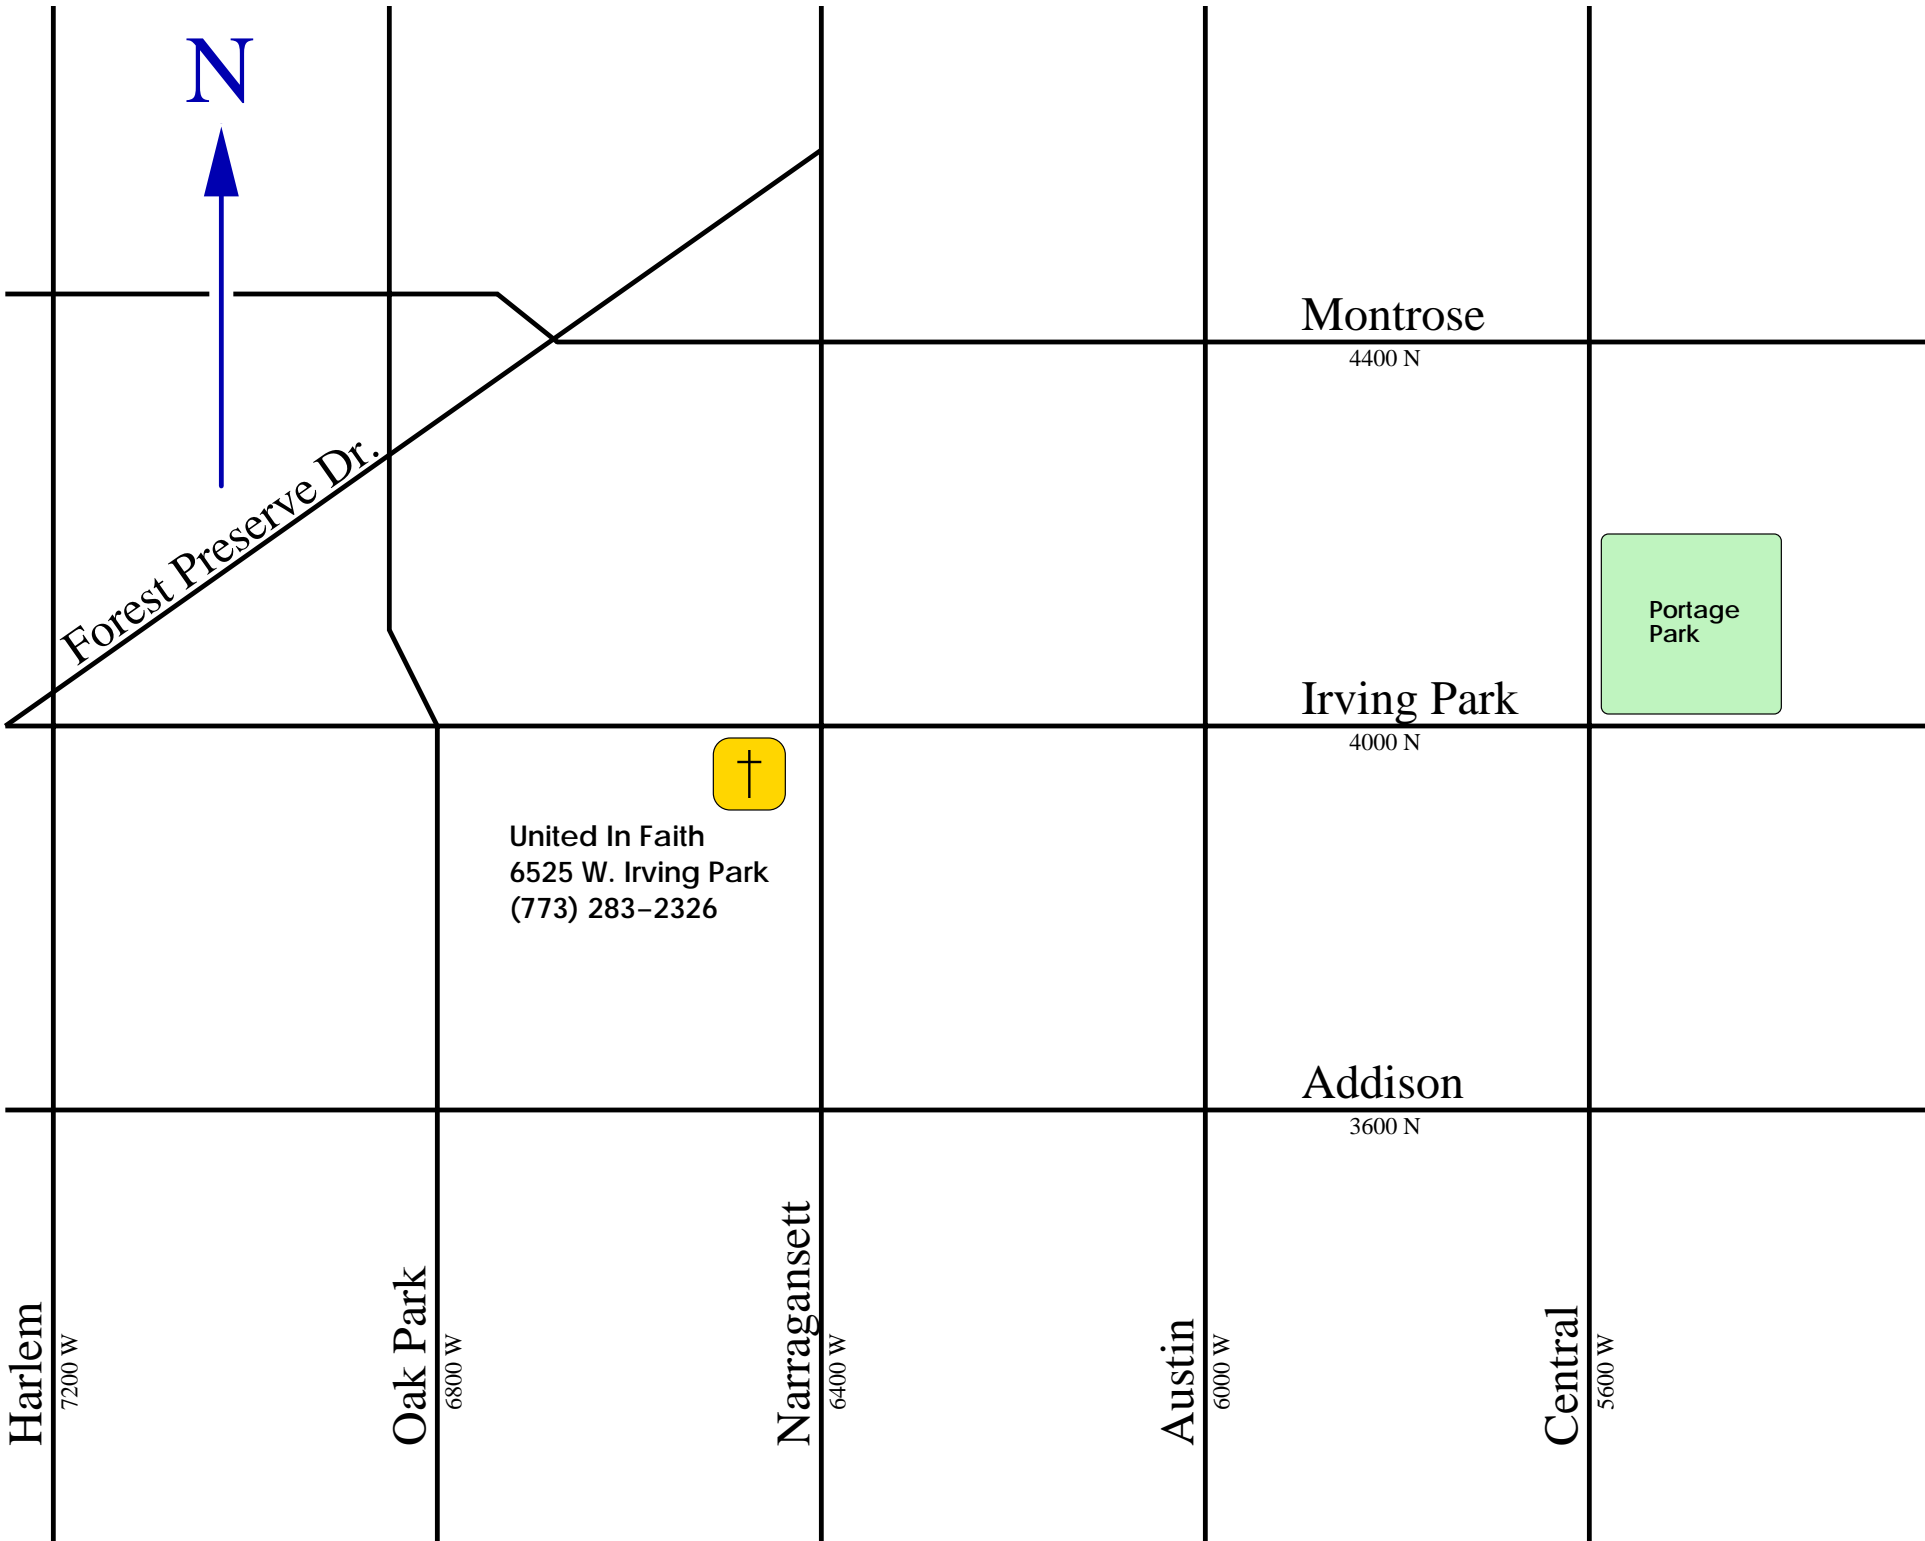 N
Montrose
4400 N
Forest Preserve Dr.
Portage
Park
Irving Park
4000 N
United In Faith
6525 W. Irving Park
(773) 283–2326
Addison
3600 N
Harlem
7200 W
Oak Park
6800 W
Narragansett
6400 W
Austin
6000 W
Central
5600 W